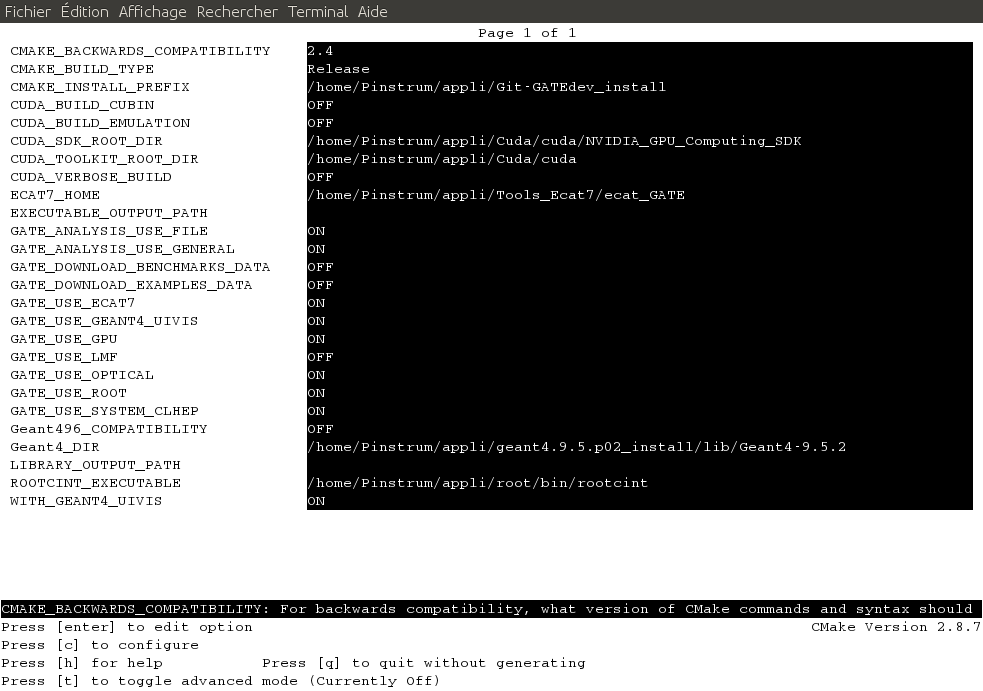 Fichier Édition Affichage Rechercher Terminal Aide
Page 1 of 1
CMAKE_BACKWARDS_COMPATIBILITY 2.4
CMAKE_BUILD_TYPE Release
CMAKE_INSTALL_PREFIX /home/Pinstrum/appli/Git-GATEdev_install
CUDA_BUILD_CUBIN OFF
CUDA_BUILD_EMULATION OFF
CUDA_SDK_ROOT_DIR /home/Pinstrum/appli/Cuda/cuda/NVIDIA_GPU_Computing_SDK
CUDA_TOOLKIT_ROOT_DIR /home/Pinstrum/appli/Cuda/cuda
CUDA_VERBOSE_BUILD OFF
ECAT7_HOME /home/Pinstrum/appli/Tools_Ecat7/ecat_GATE
EXECUTABLE_OUTPUT_PATH
GATE_ANALYSIS_USE_FILE ON
GATE_ANALYSIS_USE_GENERAL ON
GATE_DOWNLOAD_BENCHMARKS_DATA OFF
GATE_DOWNLOAD_EXAMPLES_DATA OFF
GATE_USE_ECAT7 ON
GATE_USE_GEANT4_UIVIS ON
GATE_USE_GPU ON
GATE_USE_LMF OFF
GATE_USE_OPTICAL ON
GATE_USE_ROOT ON
GATE_USE_SYSTEM_CLHEP ON
Geant496_COMPATIBILITY OFF
Geant4_DIR /home/Pinstrum/appli/geant4.9.5.p02_install/lib/Geant4-9.5.2
LIBRARY_OUTPUT_PATH
ROOTCINT_EXECUTABLE /home/Pinstrum/appli/root/bin/rootcint
WITH_GEANT4_UIVIS ON
CMAKE_BACKWARDS_COMPATIBILITY: For backwards compatibility, what version of CMake commands and syntax should
Press [enter] to edit option CMake Version 2.8.7
Press [c] to configure
Press [h] for help Press [q] to quit without generating
Press [t] to toggle advanced mode (Currently Off)